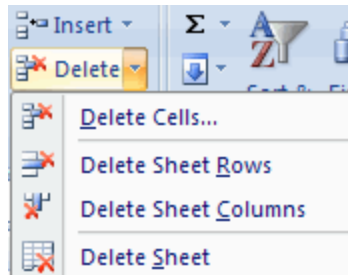 Insert
Σ
A
Z
Delete
Delete Cells...
Delete Sheet Rows
Delete Sheet Columns
Delete Sheet